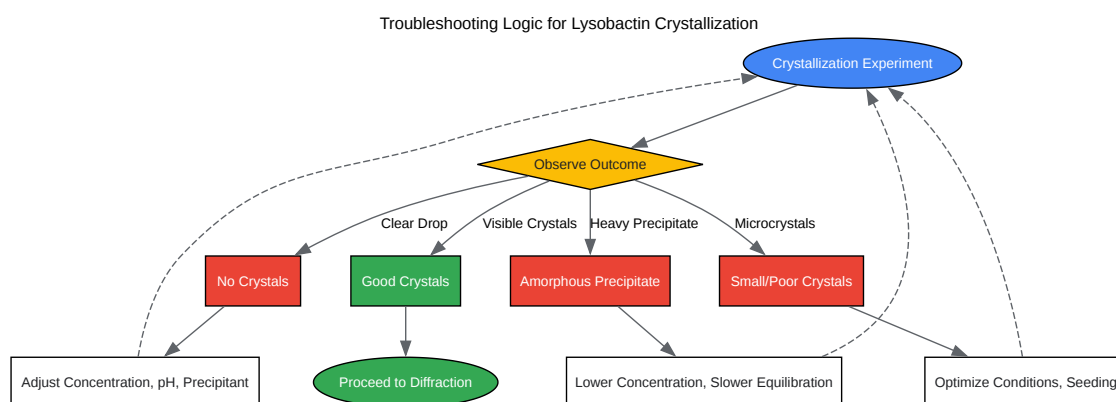 Troubleshooting Logic for Lysobactin Crystallization
Crystallization Experiment
Observe Outcome
Clear Drop
Visible Crystals
Heavy Precipitate
Microcrystals
No Crystals
Good Crystals
Amorphous Precipitate
Small/Poor Crystals
Adjust Concentration, pH, Precipitant
Proceed to Diffraction
Lower Concentration, Slower Equilibration
Optimize Conditions, Seeding